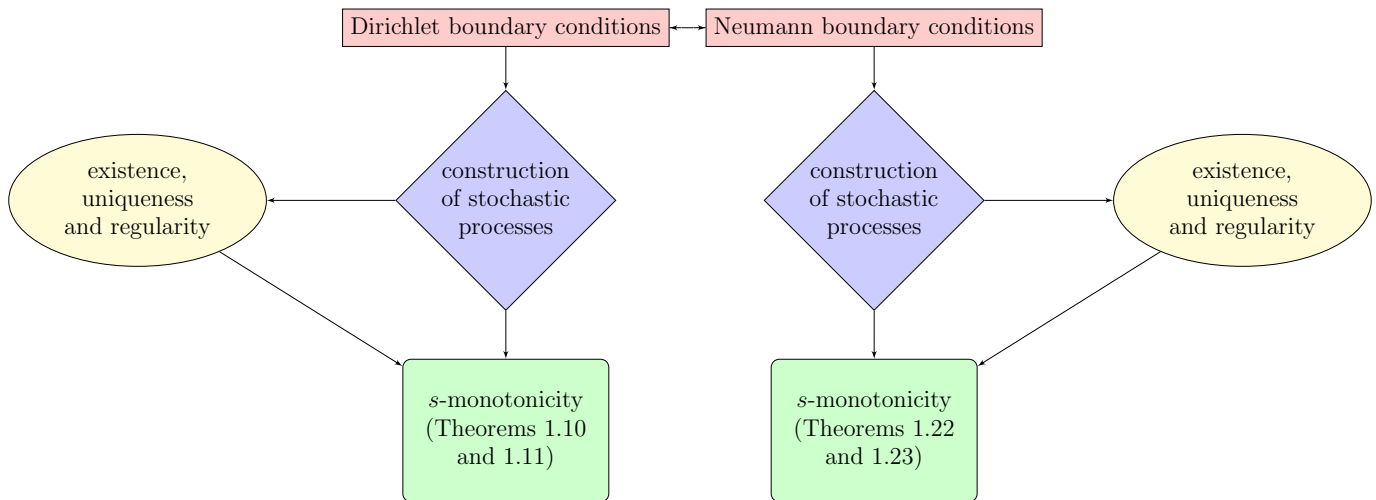 Dirichlet boundary conditions
Neumann boundary conditions
existence,
uniqueness
and regularity
construction
of stochastic
processes
construction
of stochastic
processes
existence,
uniqueness
and regularity
s-monotonicity
(Theorems 1.10
and 1.11)
s-monotonicity
(Theorems 1.22
and 1.23)